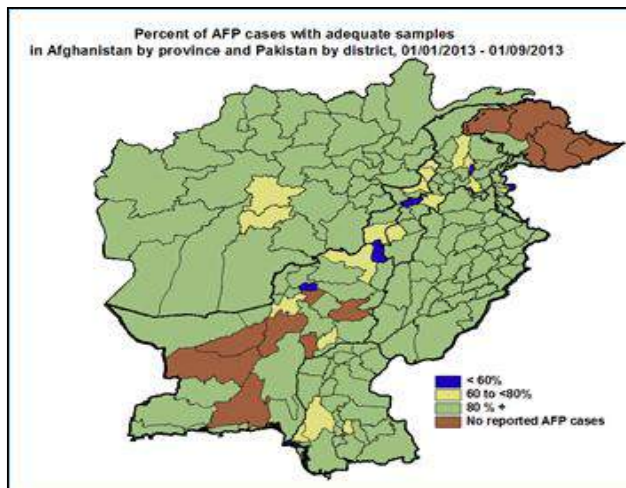 Percent of AFP cases with adequate samples
in Afghanistan by province and Pakistan by district, 01/01/2013 - 01/09/2013
< 60%
60 to <80%
80 % +
No reported AFP cases